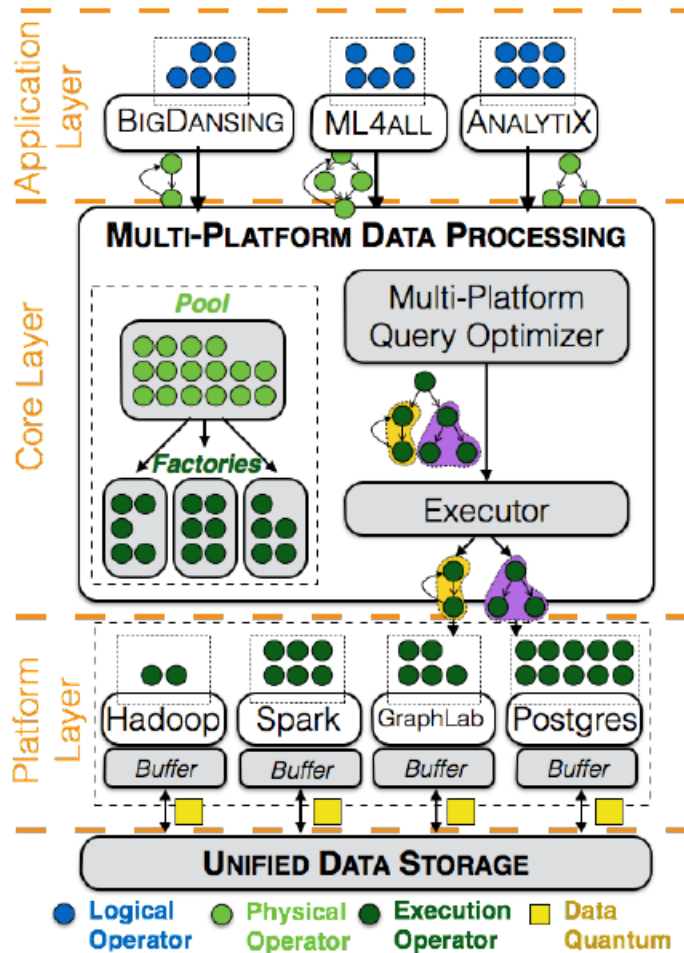 Application
Layer
BIGDANSING
ML4ALL
ANALYTIX
Core Layer
MULTI-PLATFORM DATA PROCESSING
Pool
Factories
Multi-Platform
Query Optimizer
Executor
Platform
Layer
Hadoop
Spark
GraphLab
Postgres
Buffer
Buffer
Buffer
Buffer
UNIFIED DATA STORAGE
Logical
Operator
Physical
Operator
Execution
Operator
Data
Quantum